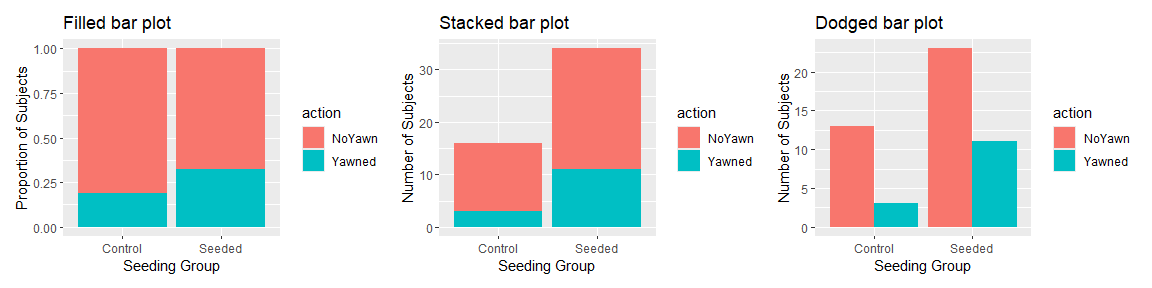 Filled bar plot
Proportion of Subjects
1.00
0.75
0.50
0.25
0.00
Control Seeded
Seeding Group
action
NoYawn
Yawned
Stacked bar plot
Number of Subjects
30
20
10
0
Control Seeded
Seeding Group
action
NoYawn
Yawned
Dodged bar plot
Number of Subjects
20
15
10
5
0
Control Seeded
Seeding Group
action
NoYawn
Yawned